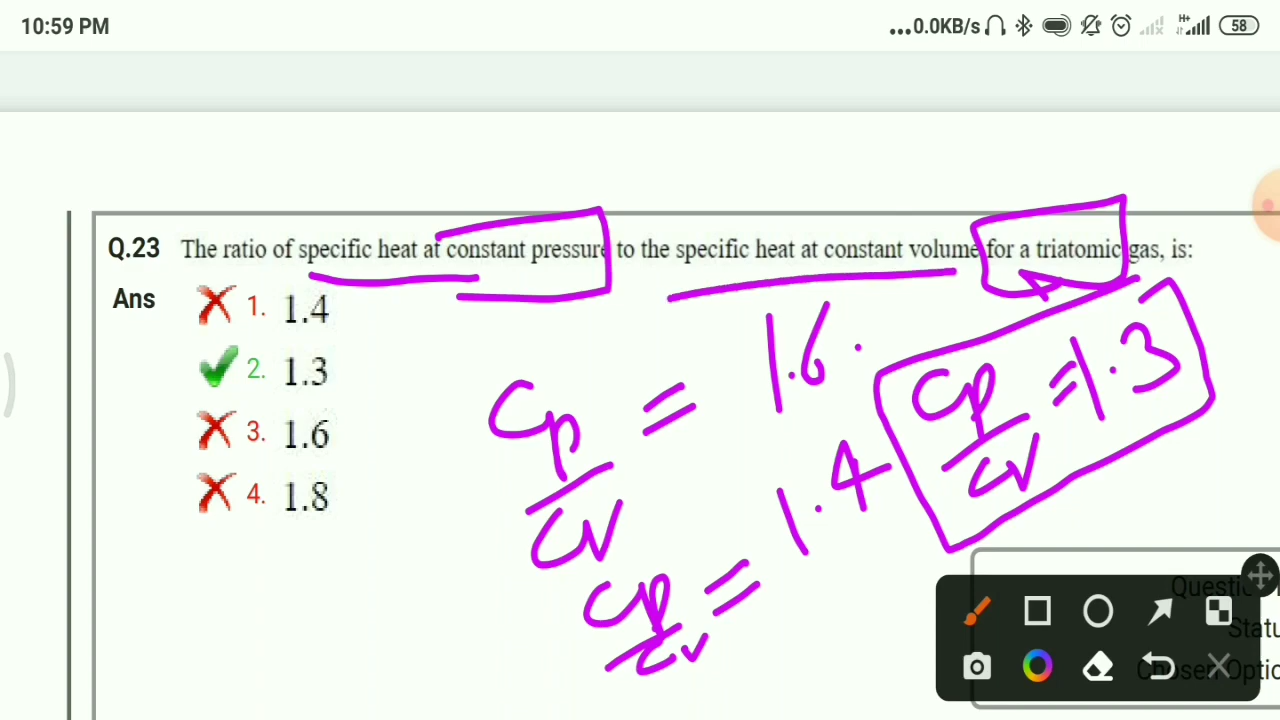 10:59 PM ...0.0KB/s H+ 58
Q.23 The ratio of specific heat at constant pressure to the specific heat at constant volume for a triatomic gas, is:
Ans 1. 1.4
2. 1.3
3. 1.6
4. 1.8
Cp/Cv = 1.6.
Cp/Cv = 1.4
Cp/Cv = 1.3
Statu